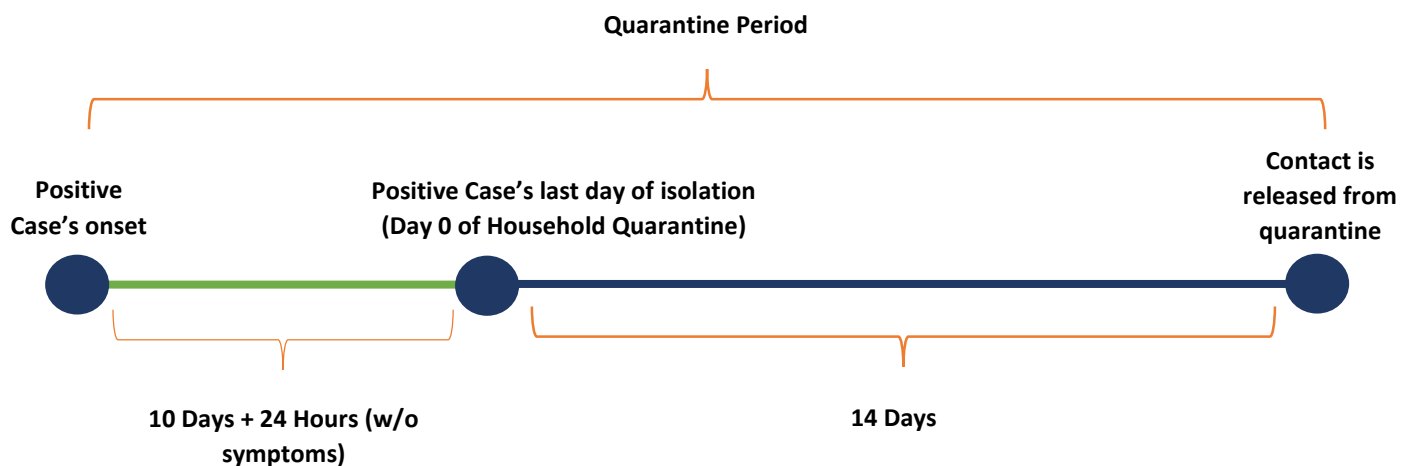 Quarantine Period
Positive
Case’s onset
Positive Case’s last day of isolation
(Day 0 of Household Quarantine)
Contact is
released from
quarantine
10 Days + 24 Hours (w/o
symptoms)
14 Days